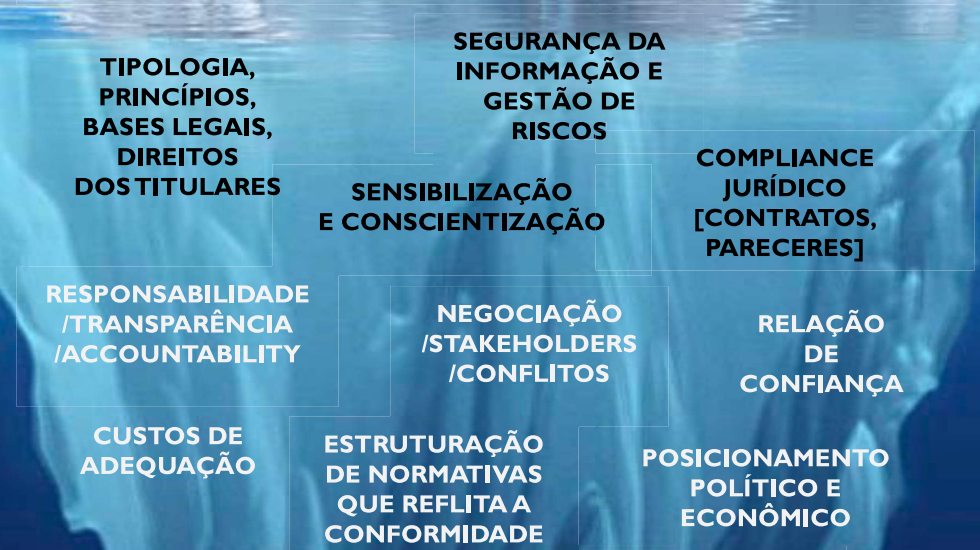 TIPOLOGIA,
PRINCÍPIOS,
BASES LEGAIS,
DIREITOS
DOS TITULARES
SEGURANÇA DA
INFORMAÇÃO E
GESTÃO DE
RISCOS
SENSIBILIZAÇÃO
E CONSCIENTIZAÇÃO
COMPLIANCE
JURÍDICO
[CONTRATOS,
PARECERES]
RESPONSABILIDADE
/TRANSPARÊNCIA
/ACCOUNTABILITY
NEGOCIAÇÃO
/STAKEHOLDERS
/CONFLITOS
RELAÇÃO
DE
CONFIANÇA
CUSTOS DE
ADEQUAÇÃO
ESTRUTURAÇÃO
DE NORMATIVAS
QUE REFLITA A
CONFORMIDADE
POSICIONAMENTO
POLÍTICO E
ECONÔMICO